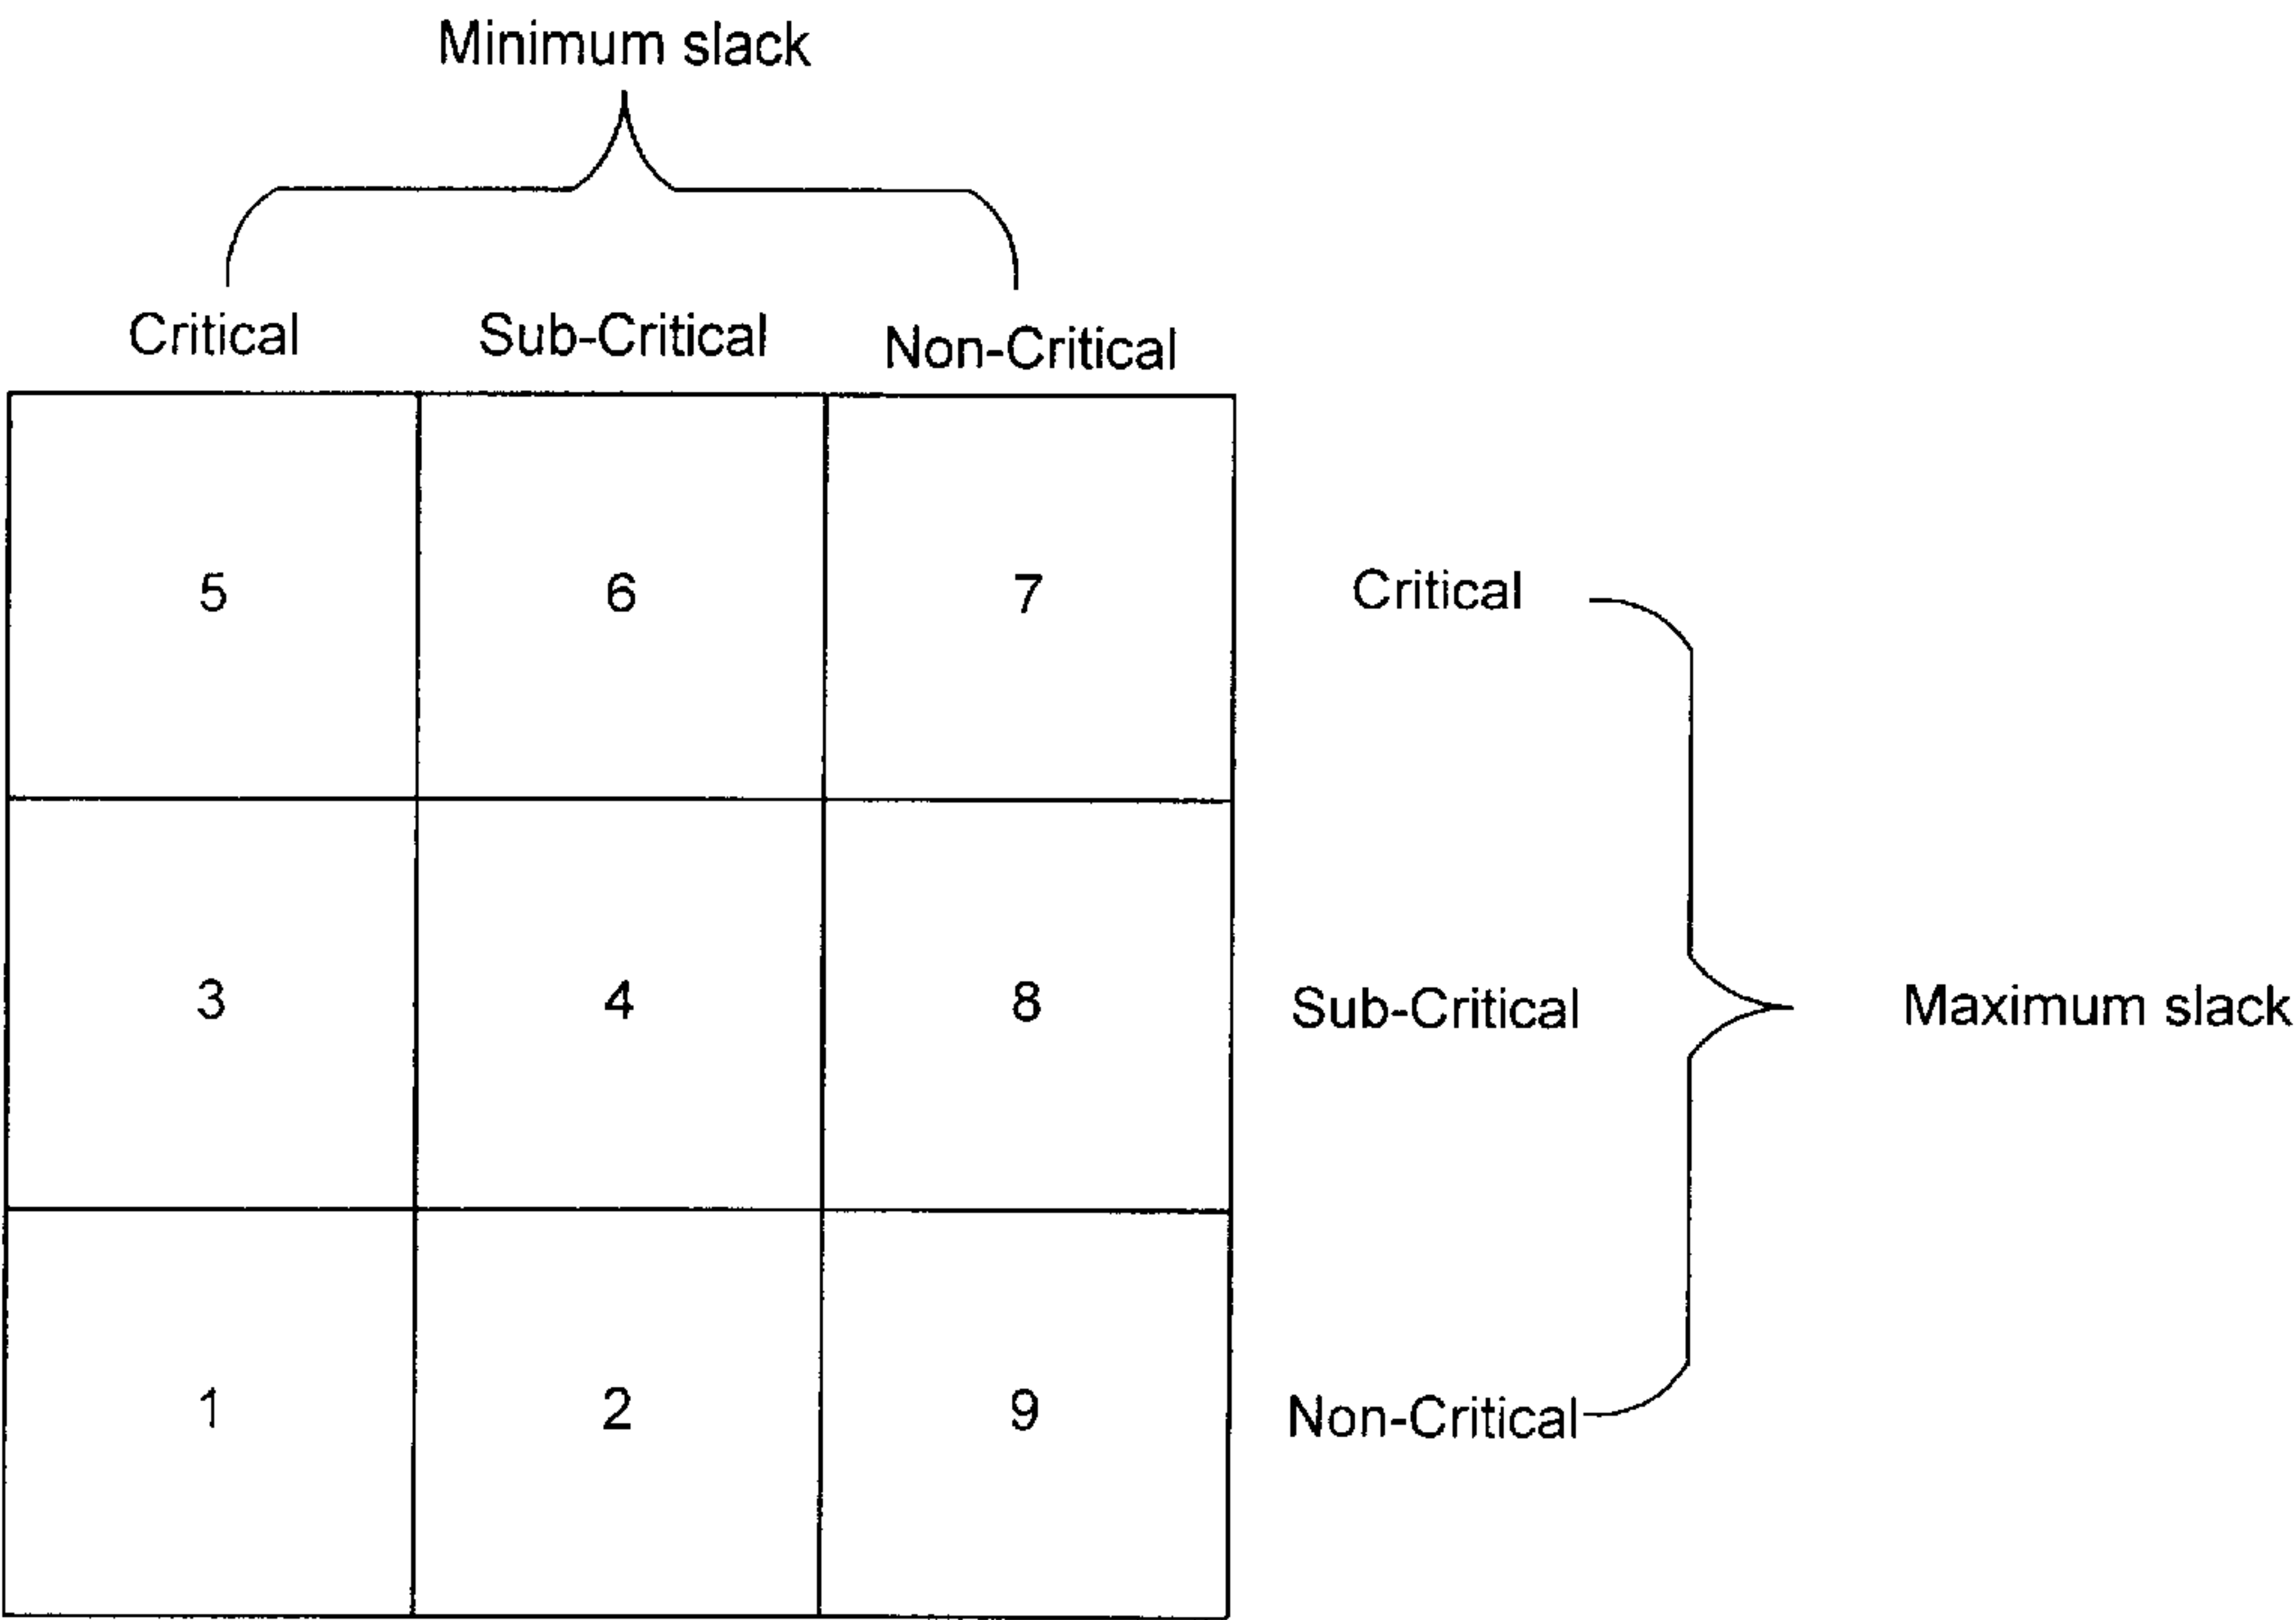 Minimum slack
Critical Sub-Critical Non-Critical
5 6 7 Critical
3 4 8 Sub-Critical Maximum slack
1 2 9 Non-Critical